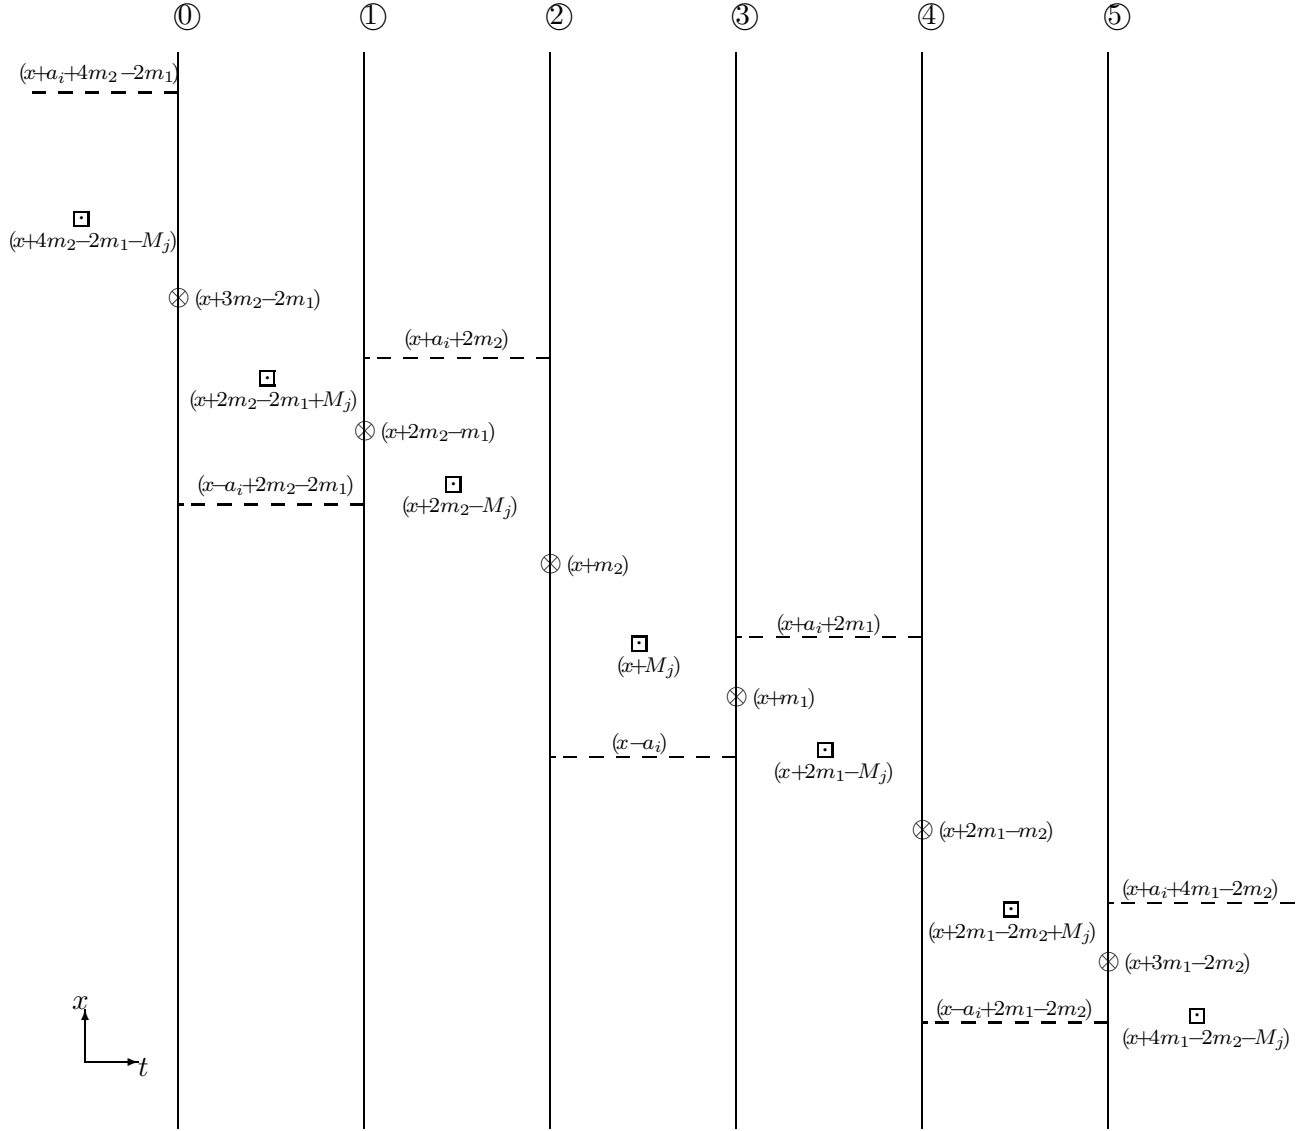 ⓪ ① ② ③ ④ ⑤
(x+a_i+4m_2−2m_1)
(x+4m_2−2m_1−M_j)
(x+3m_2−2m_1)
(x+a_i+2m_2)
(x+2m_2−2m_1+M_j)
(x+2m_2−m_1)
(x−a_i+2m_2−2m_1)
(x+2m_2−M_j)
(x+m_2)
(x+a_i+2m_1)
(x+M_j)
(x+m_1)
(x−a_i)
(x+2m_1−M_j)
(x+2m_1−m_2)
(x+a_i+4m_1−2m_2)
(x+2m_1−2m_2+M_j)
(x+3m_1−2m_2)
x
(x−a_i+2m_1−2m_2)
(x+4m_1−2m_2−M_j)
t